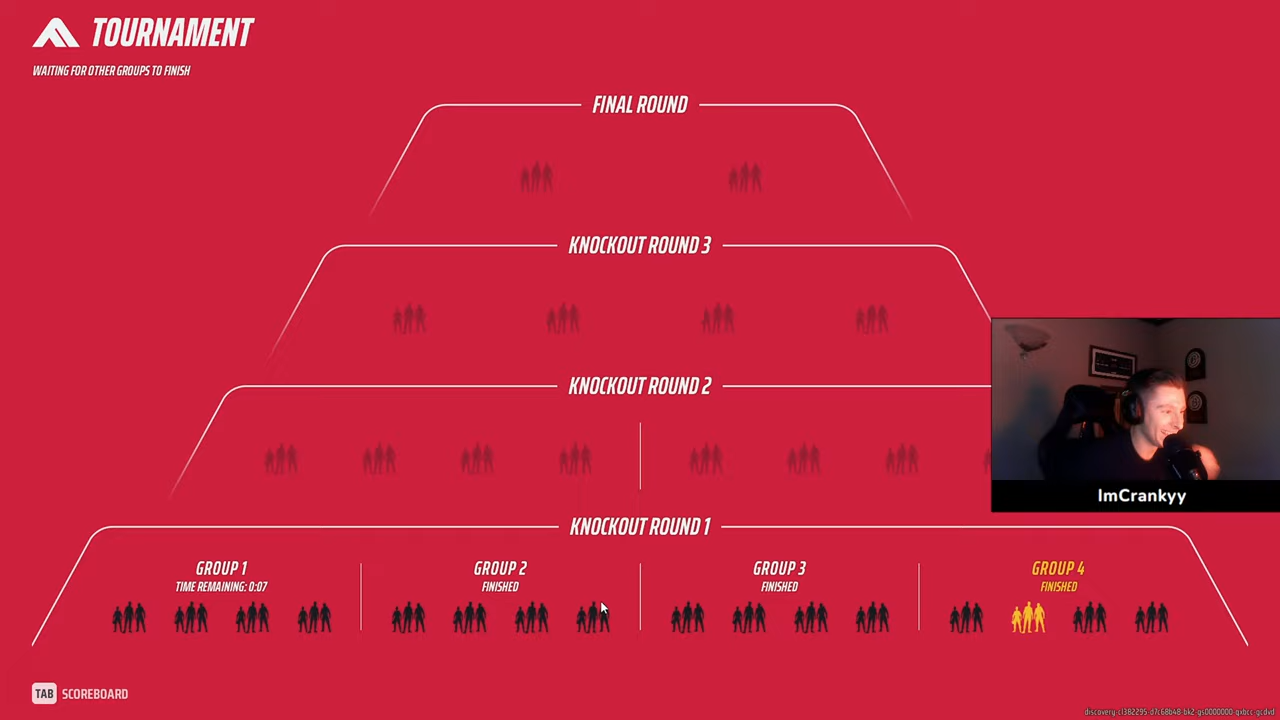 TOURNAMENT
WAITING FOR OTHER GROUPS TO FINISH
FINAL ROUND
KNOCKOUT ROUND 3
KNOCKOUT ROUND 2
ImCrankyy
KNOCKOUT ROUND 1
GROUP 1
TIME REMAINING: 0:07
GROUP 2
FINISHED
GROUP 3
FINISHED
GROUP 4
FINISHED
TAB SCOREBOARD